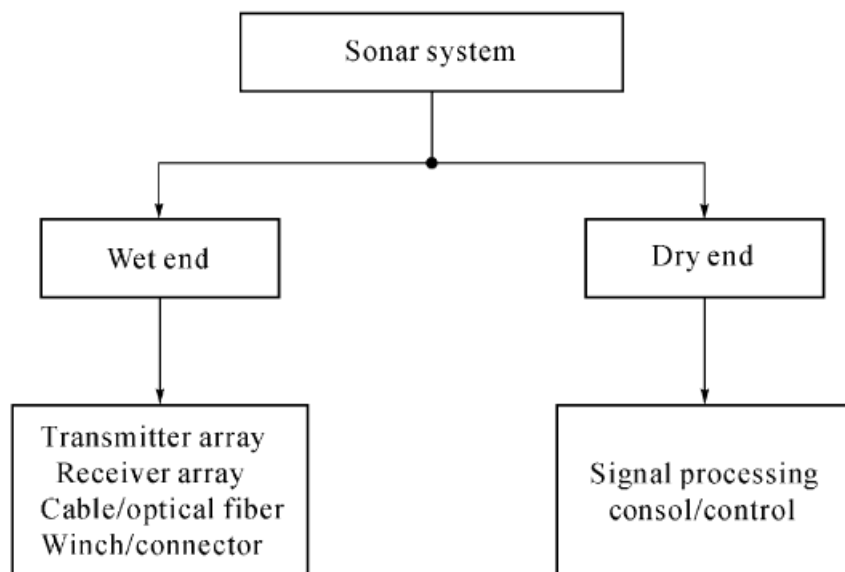 Sonar system
Wet end
Dry end
Transmitter array
Receiver array
Cable/optical fiber
Winch/connector
Signal processing
consol/control